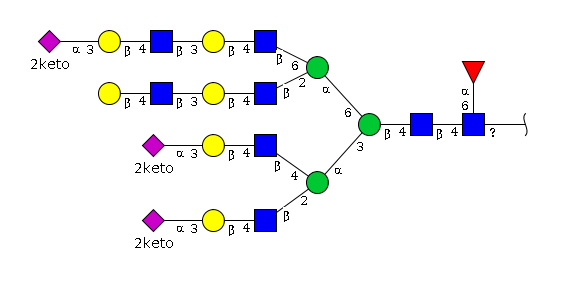 α 3 β 4 β 3 β 4 β 6
2keto
β 4 β 3 β 4 β 2 α 6
α 3 β 4 β 4 α 3
2keto
α 3 β 4 β 2
2keto
β 4 β 4 ?
α 6